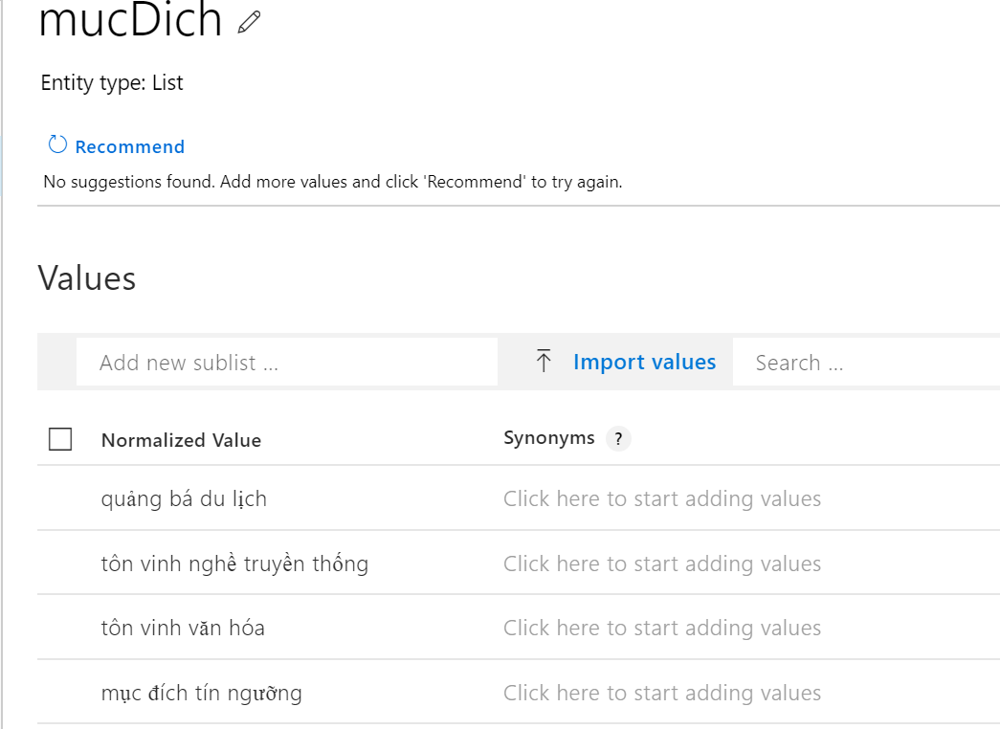 mucDich
Entity type: List
Recommend
No suggestions found. Add more values and click 'Recommend' to try again.
Values
Add new sublist ...
Import values
Search ...
Normalized Value
Synonyms ?
quảng bá du lịch
Click here to start adding values
tôn vinh nghề truyền thống
Click here to start adding values
tôn vinh văn hóa
Click here to start adding values
mục đích tín ngưỡng
Click here to start adding values